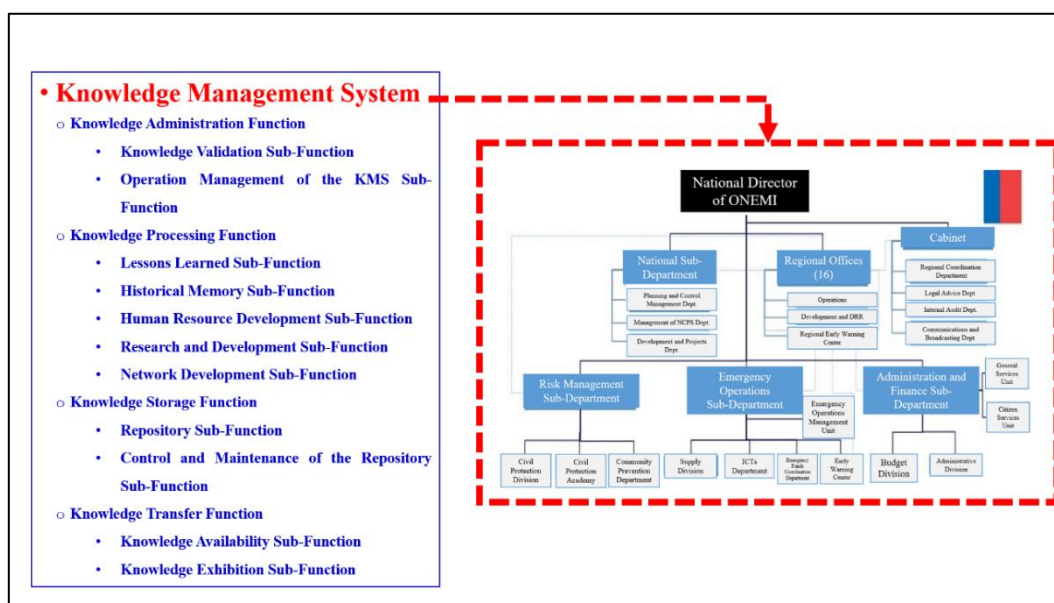 • Knowledge Management System
o Knowledge Administration Function
• Knowledge Validation Sub-Function
• Operation Management of the KMS Sub-
Function
o Knowledge Processing Function
• Lessons Learned Sub-Function
• Historical Memory Sub-Function
• Human Resource Development Sub-Function
• Research and Development Sub-Function
• Network Development Sub-Function
o Knowledge Storage Function
• Repository Sub-Function
• Control and Maintenance of the Repository
Sub-Function
o Knowledge Transfer Function
• Knowledge Availability Sub-Function
• Knowledge Exhibition Sub-Function
National Director
of ONEMI
Cabinet
Regional Coordination
Department
Legal Advice Dept.
Internal Audit Dept.
Communications and
Broadcasting Dept.
National Sub-
Department
Planning and Control
Management Dept.
Management of NCPS Dept.
Development and Projects
Dept.
Regional Offices
(16)
Operations
Development and DRR
Regional Early Warning
Center
Risk Management
Sub-Department
Civil
Protection
Division
Civil
Protection
Academy
Community
Prevention
Department
Emergency
Operations
Sub-Department
Emergency
Operations
Management
Unit
Supply
Division
ICTs
Department
Emergency
Funds
Coordination
Department
Early
Warning
Center
Administration and
Finance Sub-
Department
General
Services
Unit
Citizen
Services
Unit
Budget
Division
Administrative
Division